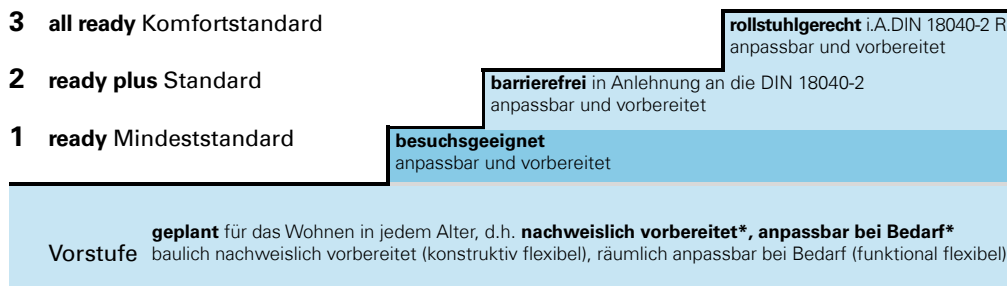 3 all ready Komfortstandard
rollstuhlgerecht i.A.DIN 18040-2 R
anpassbar und vorbereitet
2 ready plus Standard
barrierefrei in Anlehnung an die DIN 18040-2
anpassbar und vorbereitet
1 ready Mindeststandard
besuchsgeeignet
anpassbar und vorbereitet
geplant für das Wohnen in jedem Alter, d.h. nachweislich vorbereitet*, anpassbar bei Bedarf*
Vorstufe baulich nachweislich vorbereitet (konstruktiv flexibel), räumlich anpassbar bei Bedarf (funktional flexibel)